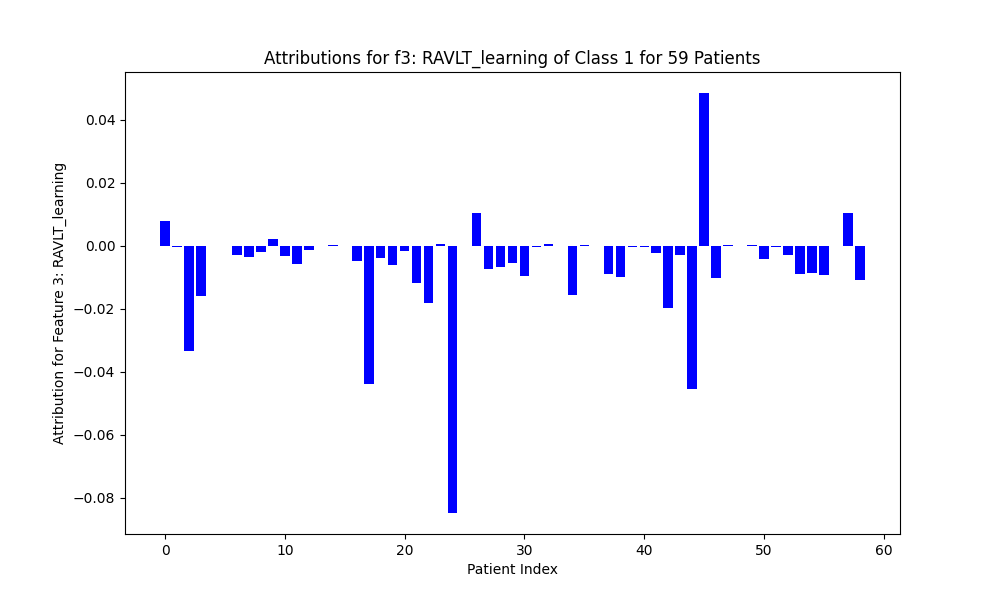 Attributions for f3: RAVLT_learning of Class 1 for 59 Patients
Attribution for Feature 3: RAVLT_learning
0.04
0.02
0.00
−0.02
−0.04
−0.06
−0.08
0 10 20 30 40 50 60
Patient Index